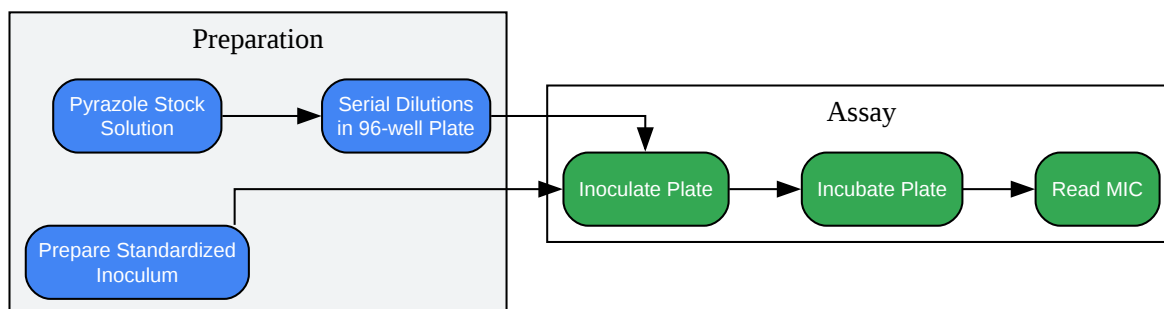 Preparation
Pyrazole Stock
Solution
Serial Dilutions
in 96-well Plate
Prepare Standardized
Inoculum
Assay
Inoculate Plate
Incubate Plate
Read MIC